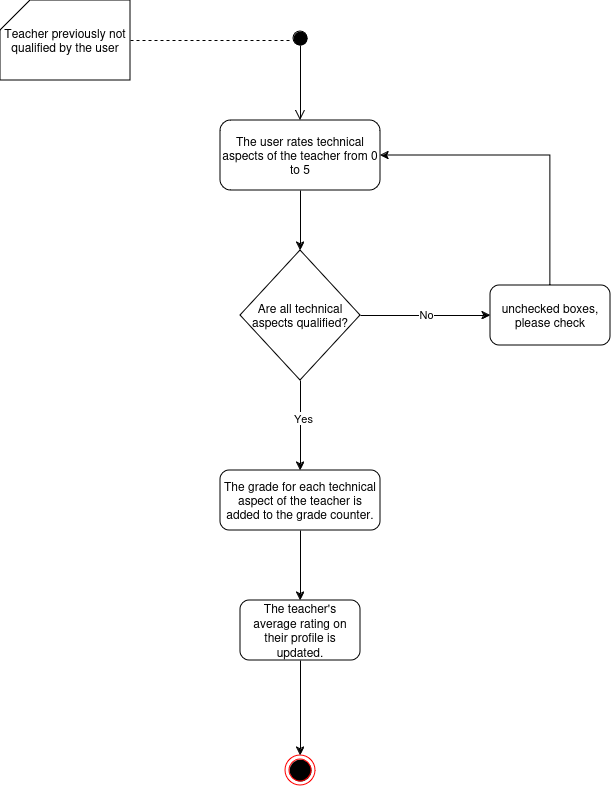 Teacher previously not
qualified by the user
The user rates technical
aspects of the teacher from 0
to 5
Are all technical
aspects qualified?
No
unchecked boxes,
please check
Yes
The grade for each technical
aspect of the teacher is
added to the grade counter.
The teacher's
average rating on
their profile is
updated.